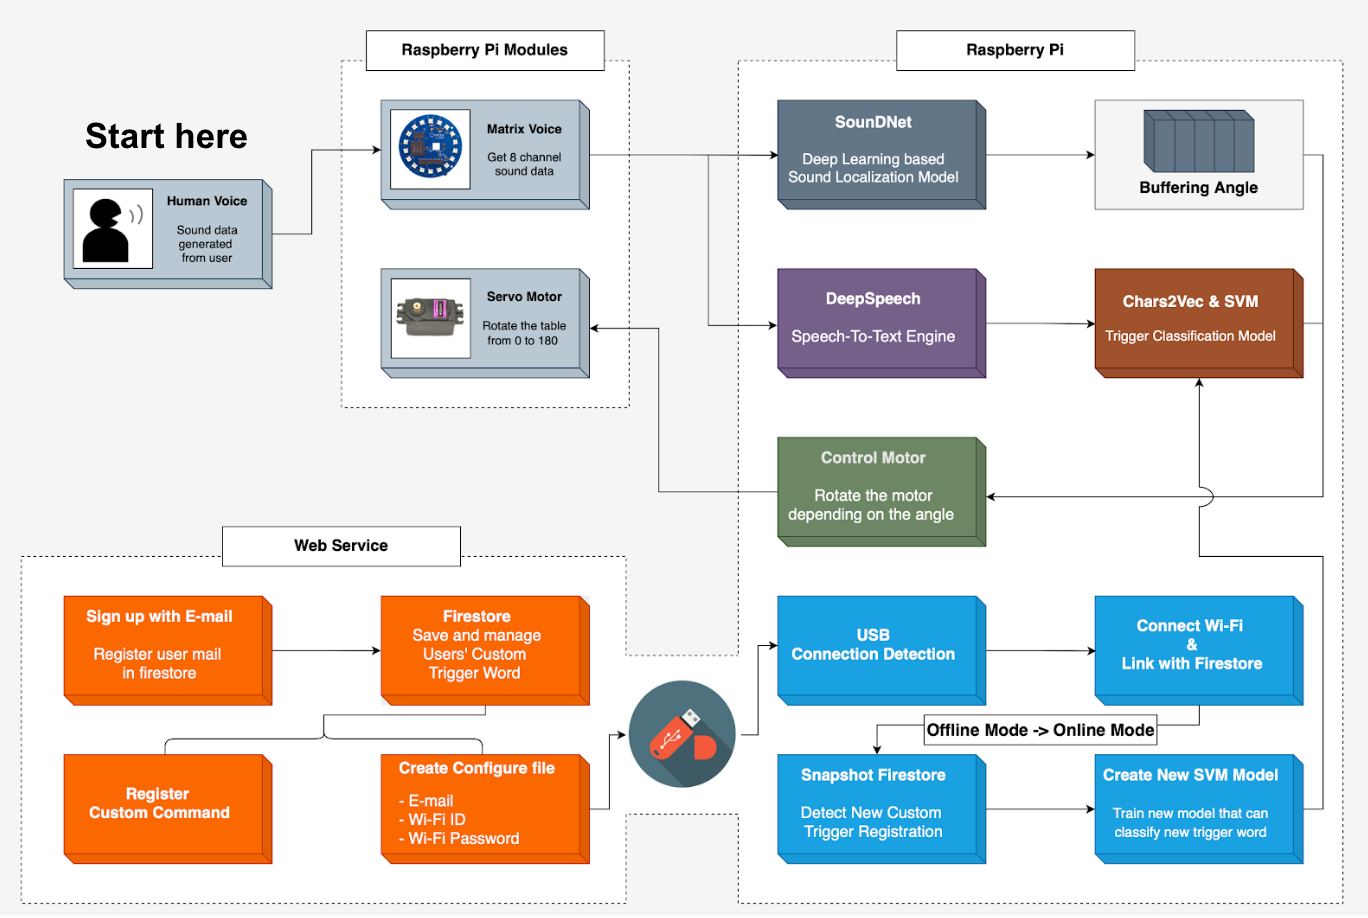 Raspberry Pi Modules
Raspberry Pi
Start here
Human Voice
Sound data
generated
from user
Matrix Voice
Get 8 channel
sound data
Servo Motor
Rotate the table
from 0 to 180
SounDNet
Deep Learning based
Sound Localization Model
Buffering Angle
DeepSpeech
Speech-To-Text Engine
Chars2Vec & SVM
Trigger Classification Model
Control Motor
Rotate the motor
depending on the angle
Web Service
Sign up with E-mail
Register user mail
in firestore
Firestore
Save and manage
Users' Custom
Trigger Word
Register
Custom Command
Create Configure file
- E-mail
- Wi-Fi ID
- Wi-Fi Password
USB
Connection Detection
Connect Wi-Fi
&
Link with Firestore
Offline Mode -> Online Mode
Snapshot Firestore
Detect New Custom
Trigger Registration
Create New SVM Model
Train new model that can
classify new trigger word